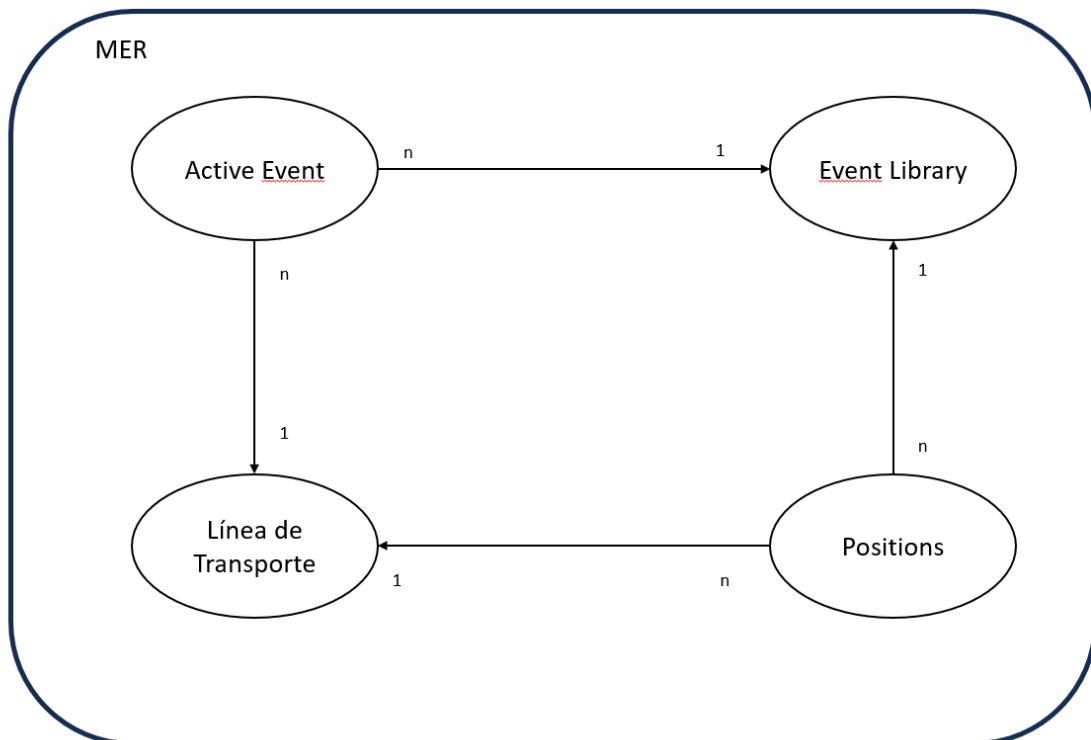 MER
Active Event
n
1
Event Library
n
1
1
n
Línea de
Transporte
1
n
Positions